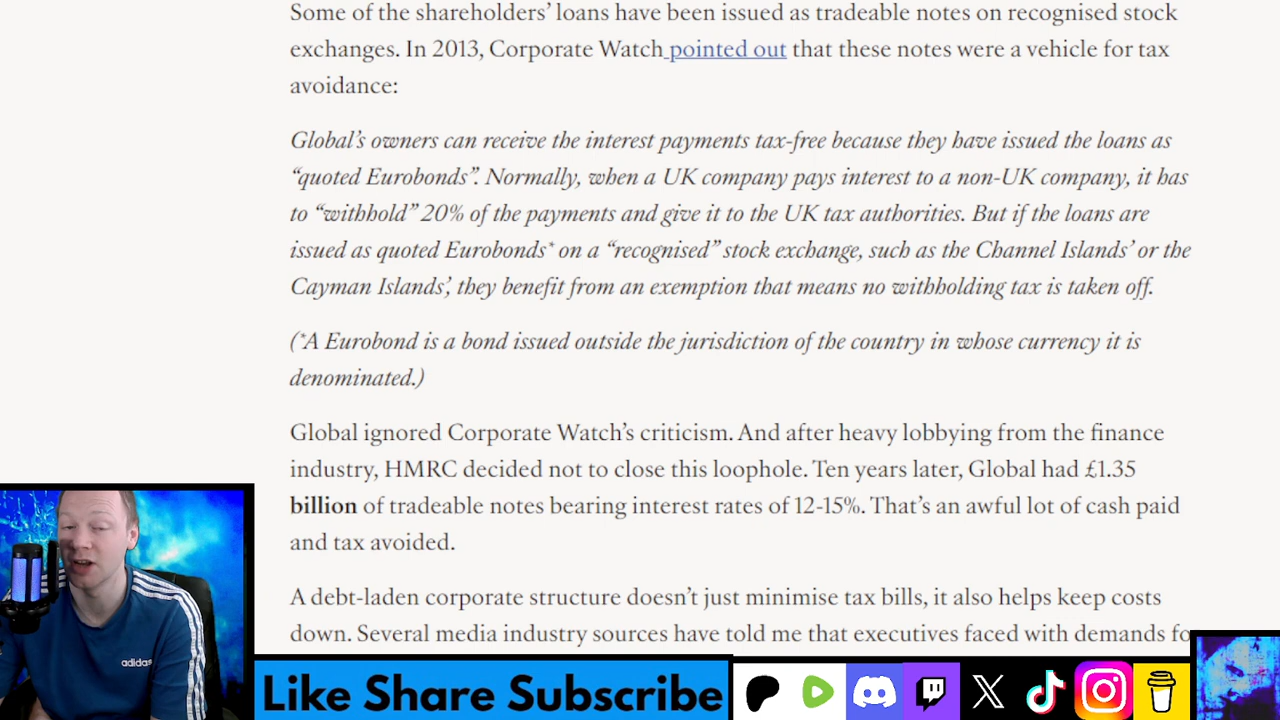 Some of the shareholders’ loans have been issued as tradeable notes on recognised stock
exchanges. In 2013, Corporate Watch pointed out that these notes were a vehicle for tax
avoidance:
Global’s owners can receive the interest payments tax-free because they have issued the loans as
“quoted Eurobonds”. Normally, when a UK company pays interest to a non-UK company, it has
to “withhold” 20% of the payments and give it to the UK tax authorities. But if the loans are
issued as quoted Eurobonds* on a “recognised” stock exchange, such as the Channel Islands’ or the
Cayman Islands’, they benefit from an exemption that means no withholding tax is taken off.
(*A Eurobond is a bond issued outside the jurisdiction of the country in whose currency it is
denominated.)
Global ignored Corporate Watch’s criticism. And after heavy lobbying from the finance
industry, HMRC decided not to close this loophole. Ten years later, Global had £1.35
billion of tradeable notes bearing interest rates of 12-15%. That’s an awful lot of cash paid
and tax avoided.
A debt-laden corporate structure doesn’t just minimise tax bills, it also helps keep costs
down. Several media industry sources have told me that executives faced with demands fo
adidas
Like Share Subscribe